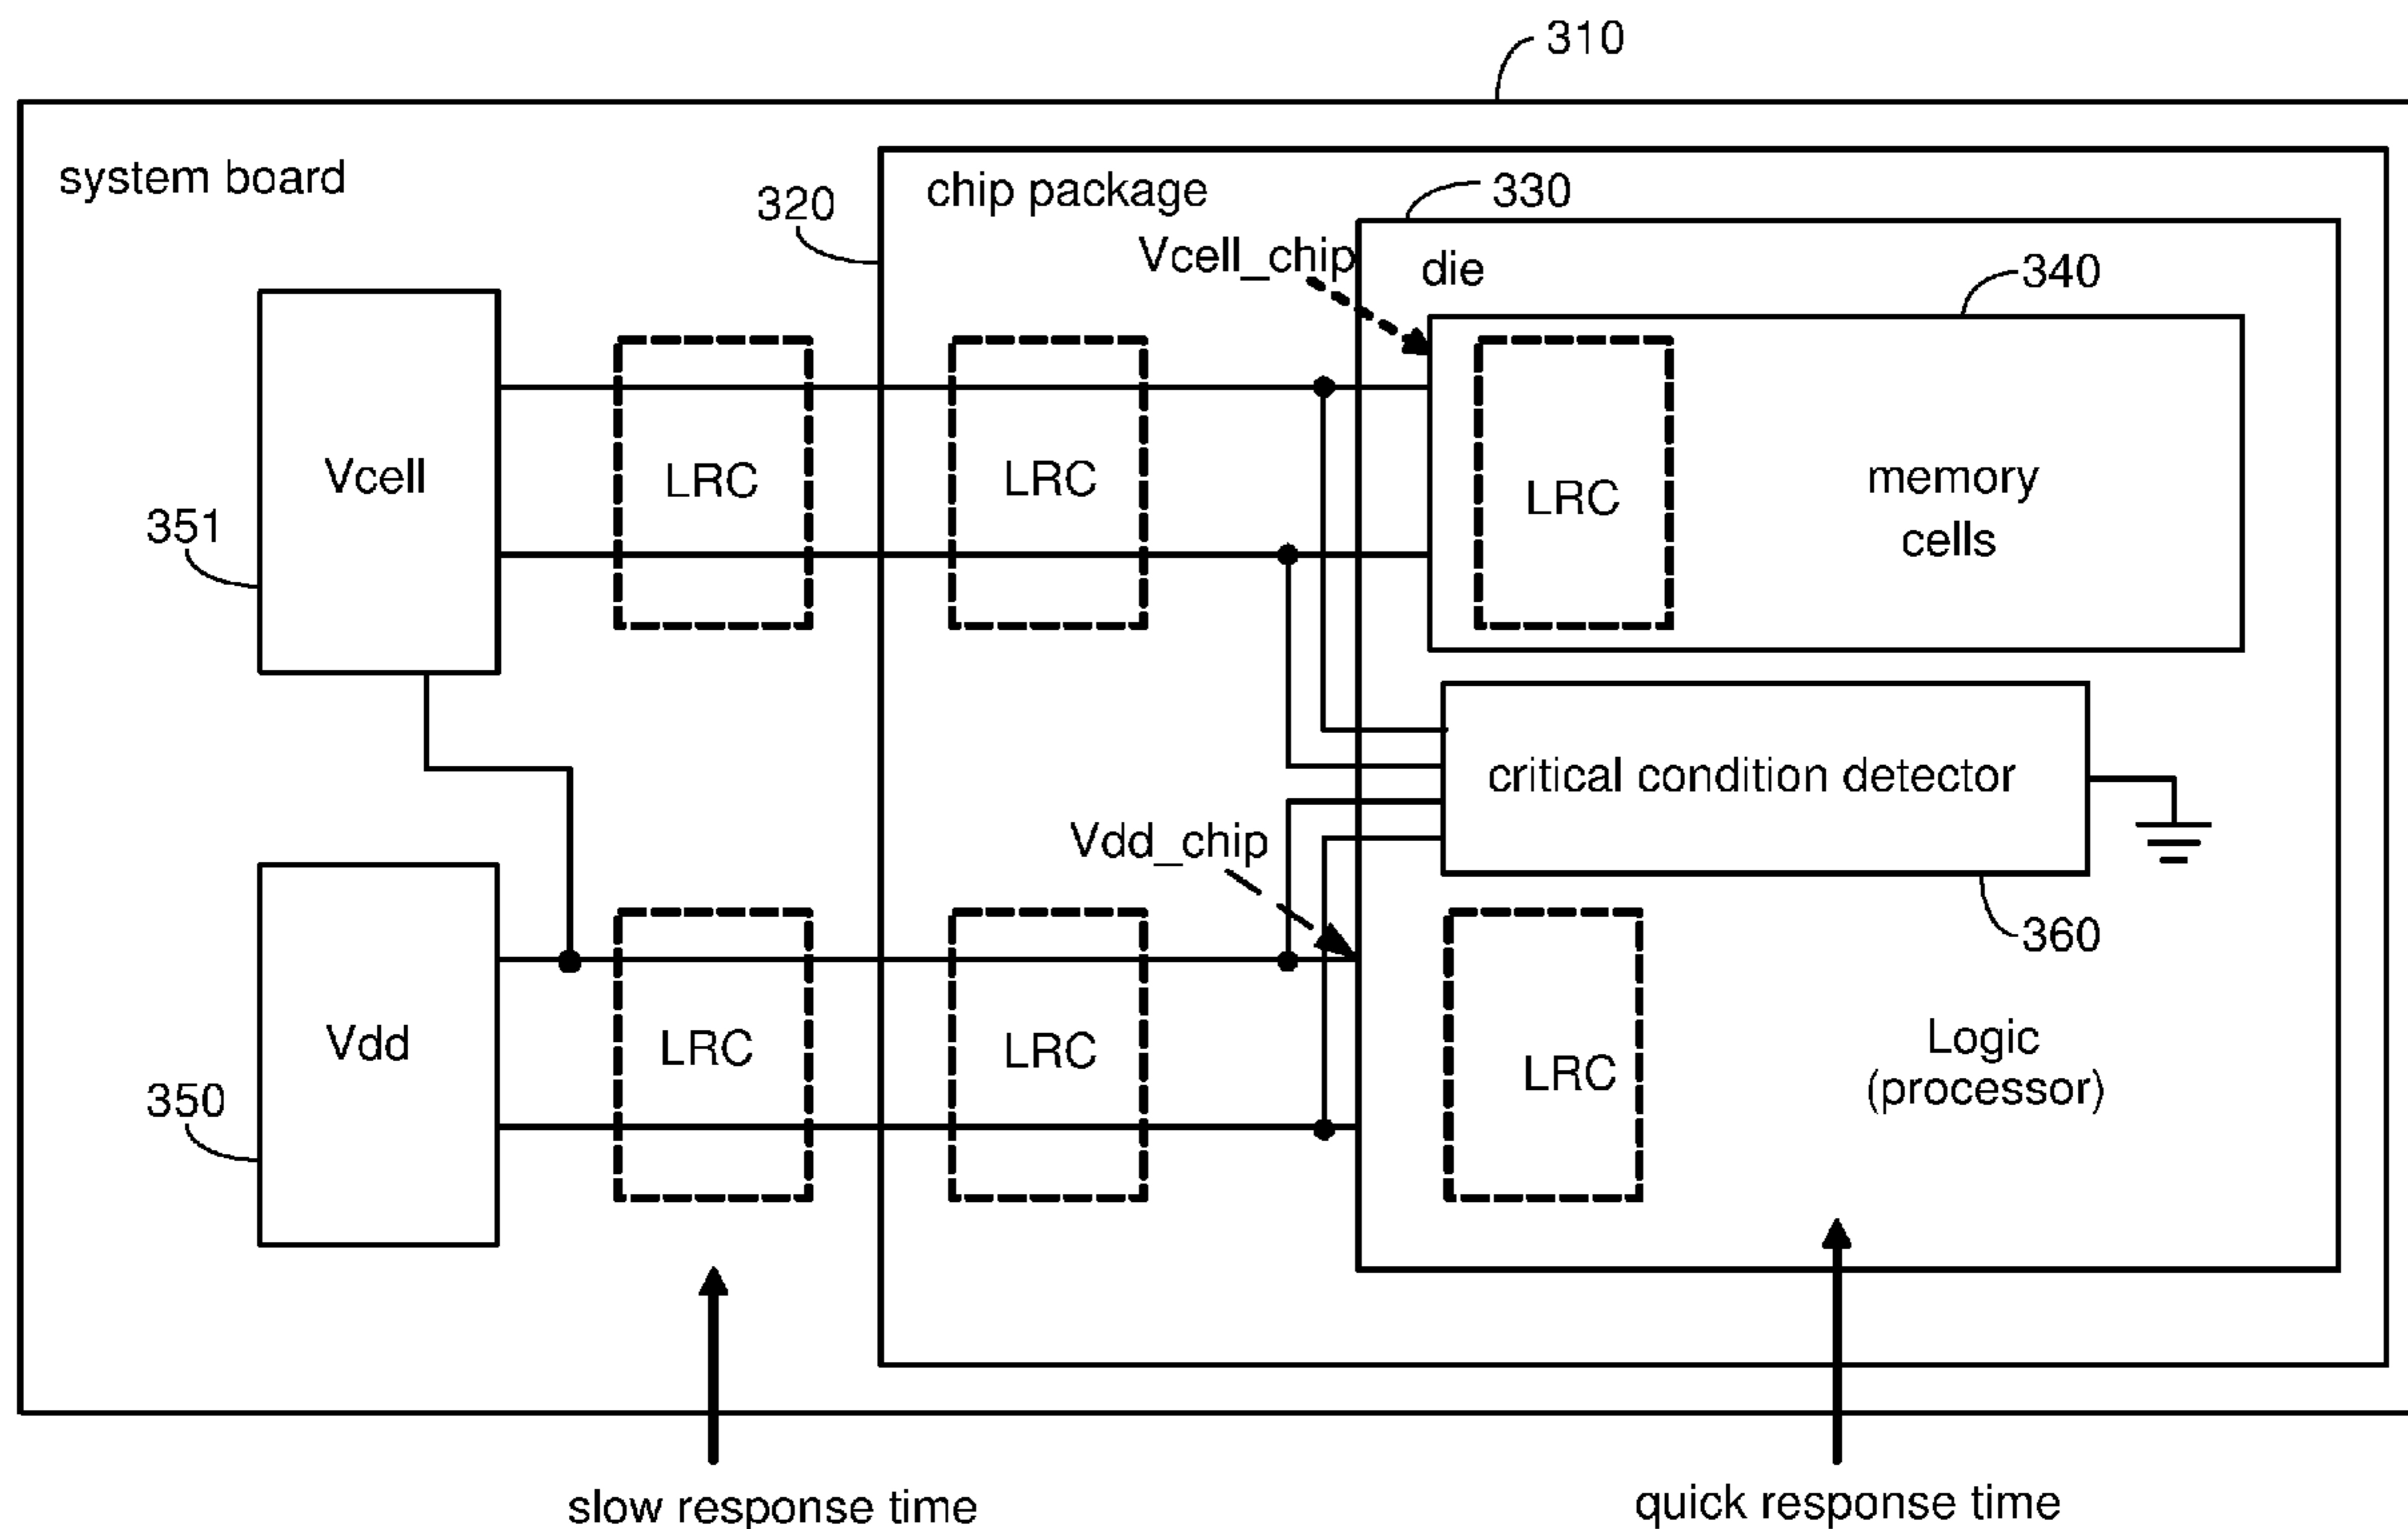 310
system board
320
chip package
330
Vcell_chip
die
340
Vcell
LRC
LRC
LRC
memory
cells
351
critical condition detector
Vdd_chip
360
Vdd
LRC
LRC
LRC
Logic
(processor)
350
slow response time
quick response time